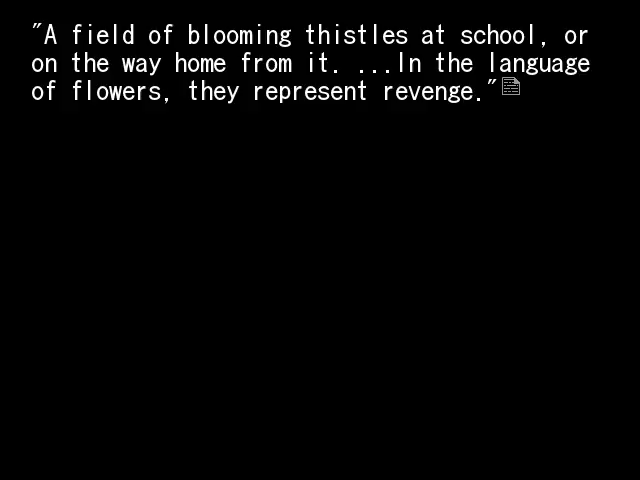 "A field of blooming thistles at school, or
on the way home from it. ...In the language
of flowers, they represent revenge."